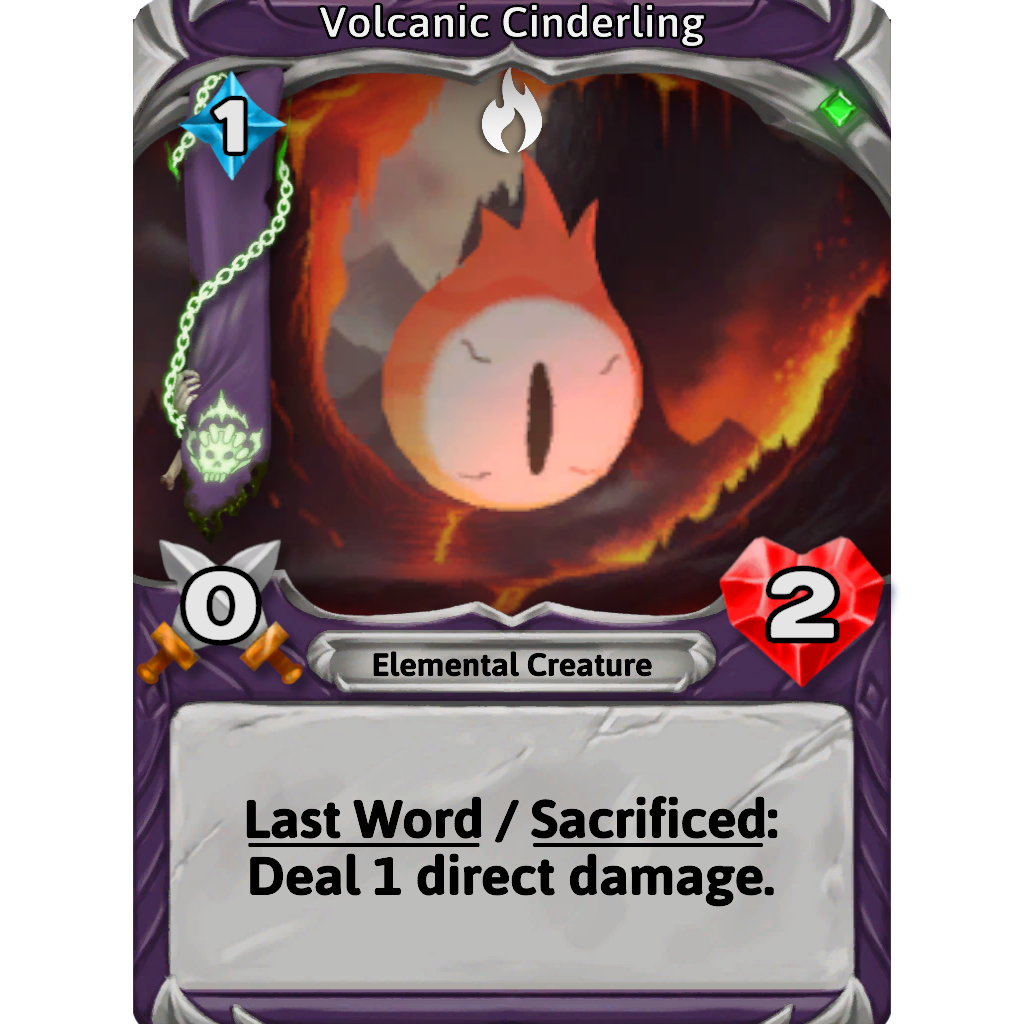 Volcanic Cinderling
1
0
2
Elemental Creature
Last Word / Sacrificed:
Deal 1 direct damage.